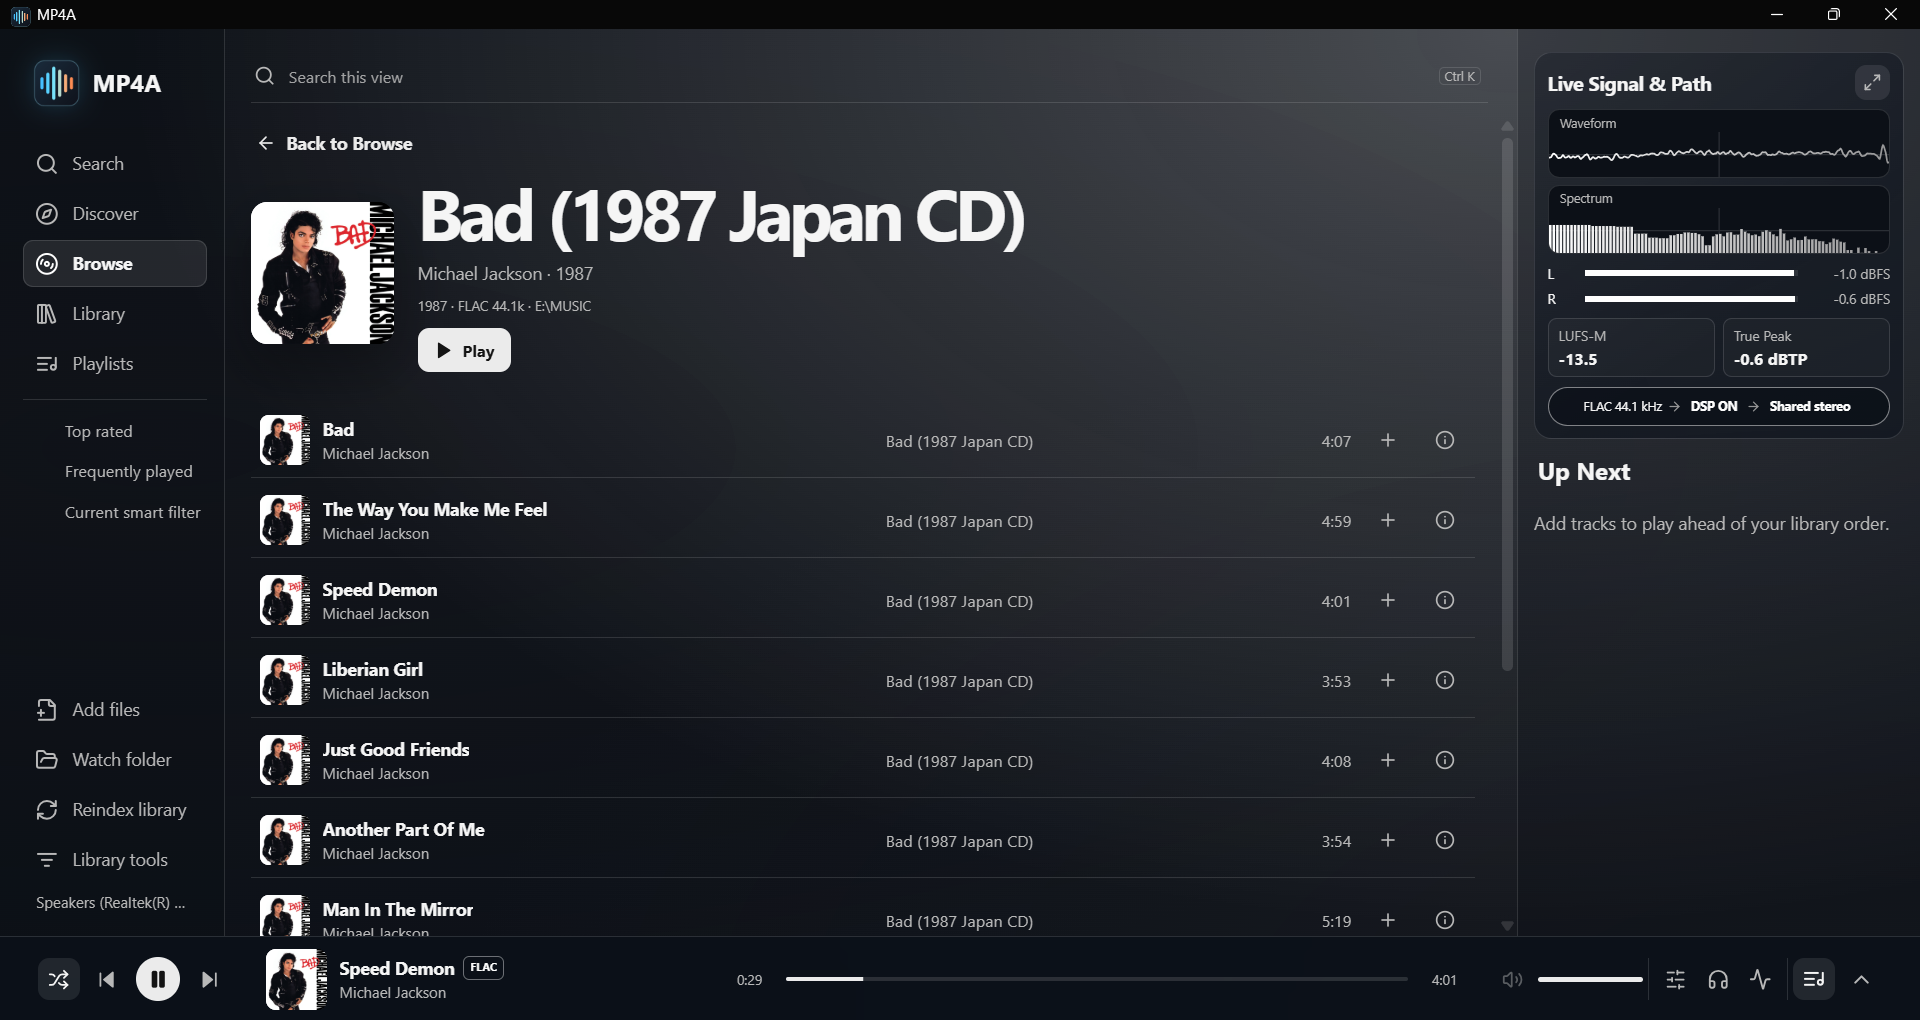 MP4A
MP4A
Search
Discover
Browse
Library
Playlists
Top rated
Frequently played
Current smart filter
Add files
Watch folder
Reindex library
Library tools
Speakers (Realtek(R) ...
Search this view
Ctrl K
Back to Browse
BAD
MICHAEL JACKSON
Bad (1987 Japan CD)
Michael Jackson · 1987
1987 · FLAC 44.1k · E:\MUSIC
Play
Bad
Michael Jackson
Bad (1987 Japan CD)
4:07
The Way You Make Me Feel
Michael Jackson
Bad (1987 Japan CD)
4:59
Speed Demon
Michael Jackson
Bad (1987 Japan CD)
4:01
Liberian Girl
Michael Jackson
Bad (1987 Japan CD)
3:53
Just Good Friends
Michael Jackson
Bad (1987 Japan CD)
4:08
Another Part Of Me
Michael Jackson
Bad (1987 Japan CD)
3:54
Man In The Mirror
Michael Jackson
Bad (1987 Japan CD)
5:19
Live Signal & Path
Waveform
Spectrum
L
-1.0 dBFS
R
-0.6 dBFS
LUFS-M
-13.5
True Peak
-0.6 dBTP
FLAC 44.1 kHz → DSP ON → Shared stereo
Up Next
Add tracks to play ahead of your library order.
Speed Demon FLAC
Michael Jackson
0:29
4:01